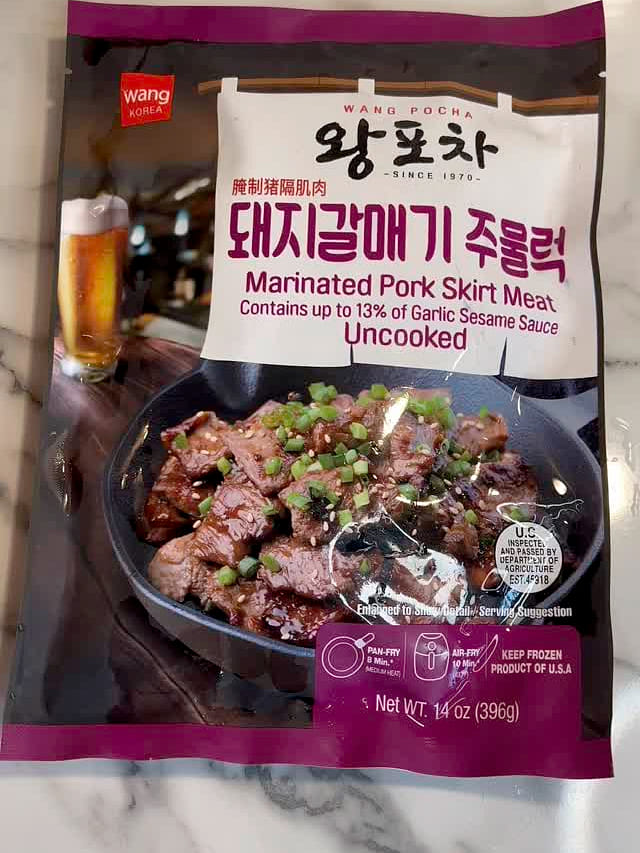 wang
KOREA
WANG POCHA
왕포차
-SINCE 1970-
腌制猪隔肌肉
돼지갈매기 주물럭
Marinated Pork Skirt Meat
Contains up to 13% of Garlic Sesame Sauce
Uncooked
U.S.
INSPECTED
AND PASSED BY
DEPARTMENT OF
AGRICULTURE
EST.
Enlarged to Show Detail / Serving Suggestion
PAN-FRY
8 Min.*
(MEDIUM HEAT)
AIR-FRY
10 Min.
KEEP FROZEN
PRODUCT OF U.S.A
Net WT. 14 oz (396g)